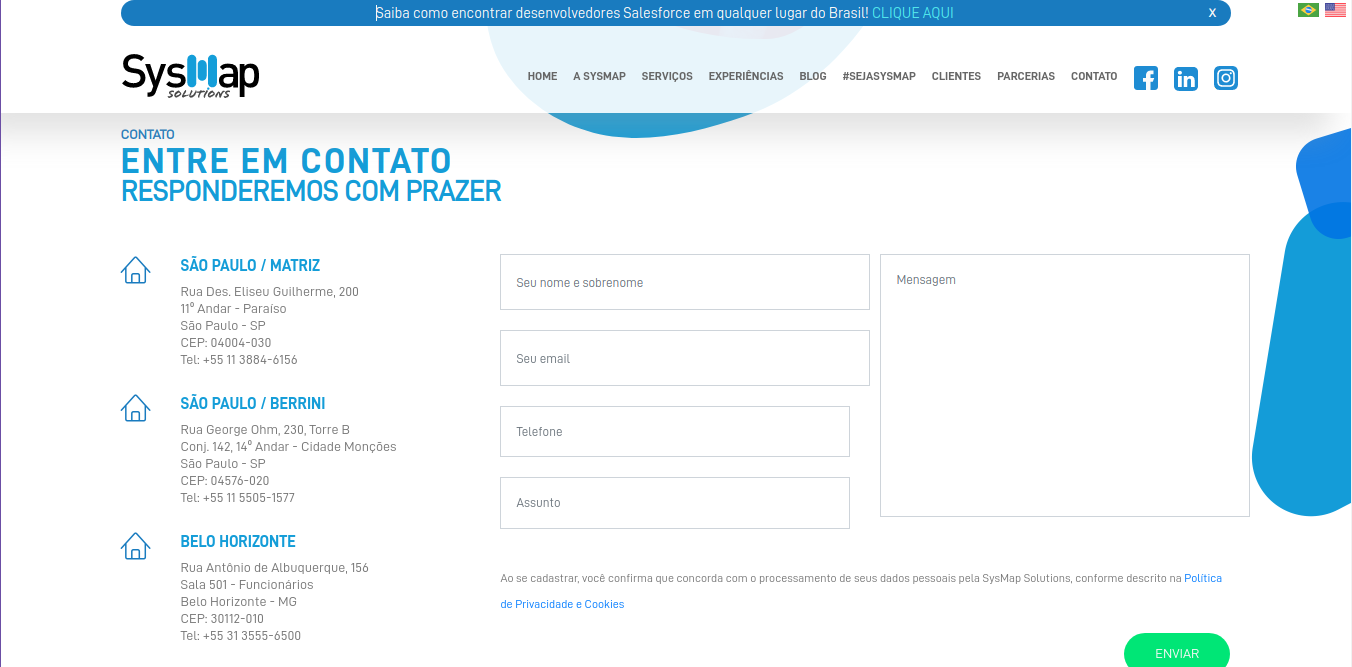 Saiba como encontrar desenvolvedores Salesforce em qualquer lugar do Brasil! CLIQUE AQUI
X
SysMap
SOLUTIONS
HOME A SYSMAP SERVIÇOS EXPERIÊNCIAS BLOG #SEJASYSMAP CLIENTES PARCERIAS CONTATO
CONTATO
ENTRE EM CONTATO
RESPONDEREMOS COM PRAZER
SÃO PAULO / MATRIZ
Rua Des. Eliseu Guilherme, 200
11º Andar - Paraíso
São Paulo - SP
CEP: 04004-030
Tel: +55 11 3884-6156
SÃO PAULO / BERRINI
Rua George Ohm, 230, Torre B
Conj. 142, 14º Andar - Cidade Monções
São Paulo - SP
CEP: 04576-020
Tel: +55 11 5505-1577
BELO HORIZONTE
Rua Antônio de Albuquerque, 156
Sala 501 - Funcionários
Belo Horizonte - MG
CEP: 30112-010
Tel: +55 31 3555-6500
Seu nome e sobrenome
Seu email
Telefone
Assunto
Mensagem
Ao se cadastrar, você confirma que concorda com o processamento de seus dados pessoais pela SysMap Solutions, conforme descrito na Política
de Privacidade e Cookies
ENVIAR